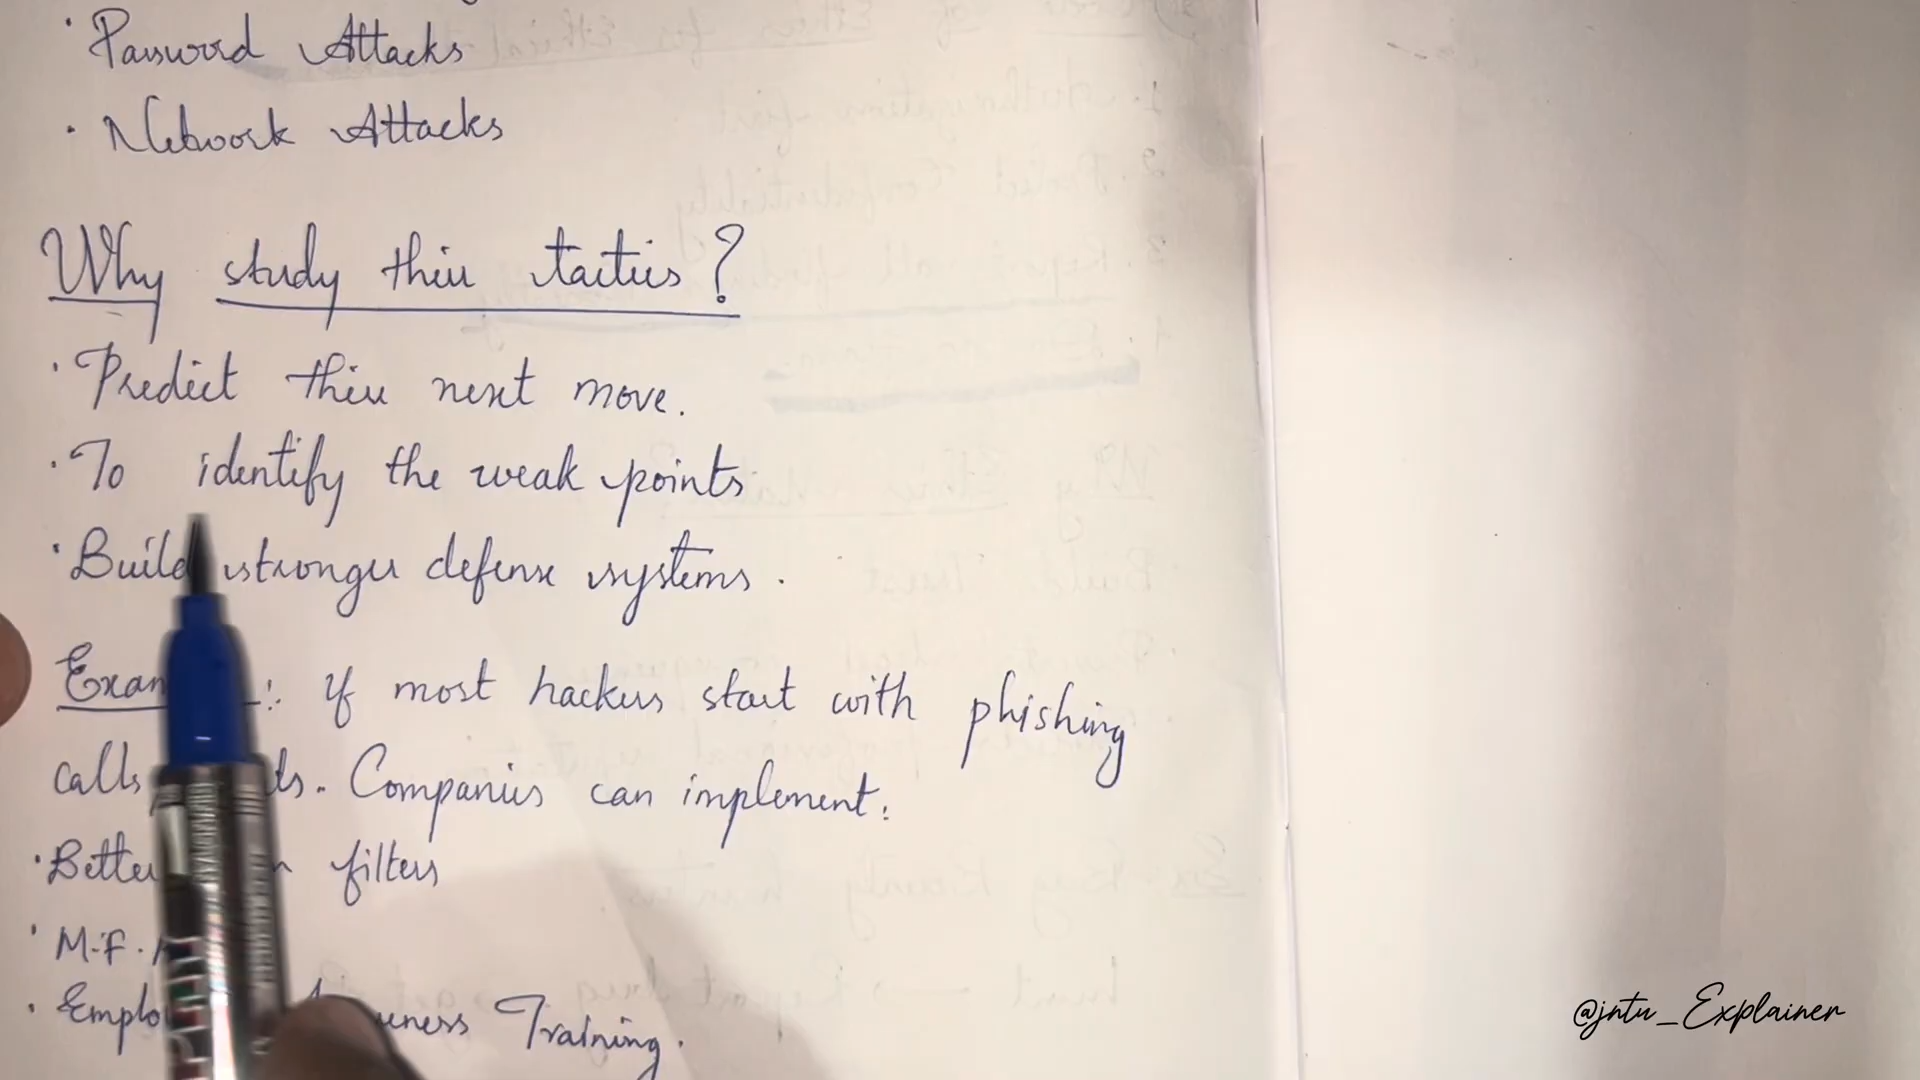 · Password Attacks
· Network Attacks
Why study their tactics?
· Predict their next move.
· To identify the weak points
· Build stronger defense systems.
if most hackers start with phishing
calls . Companies can implement:
filters
· M.F.
Training.
@jntu_Explainer